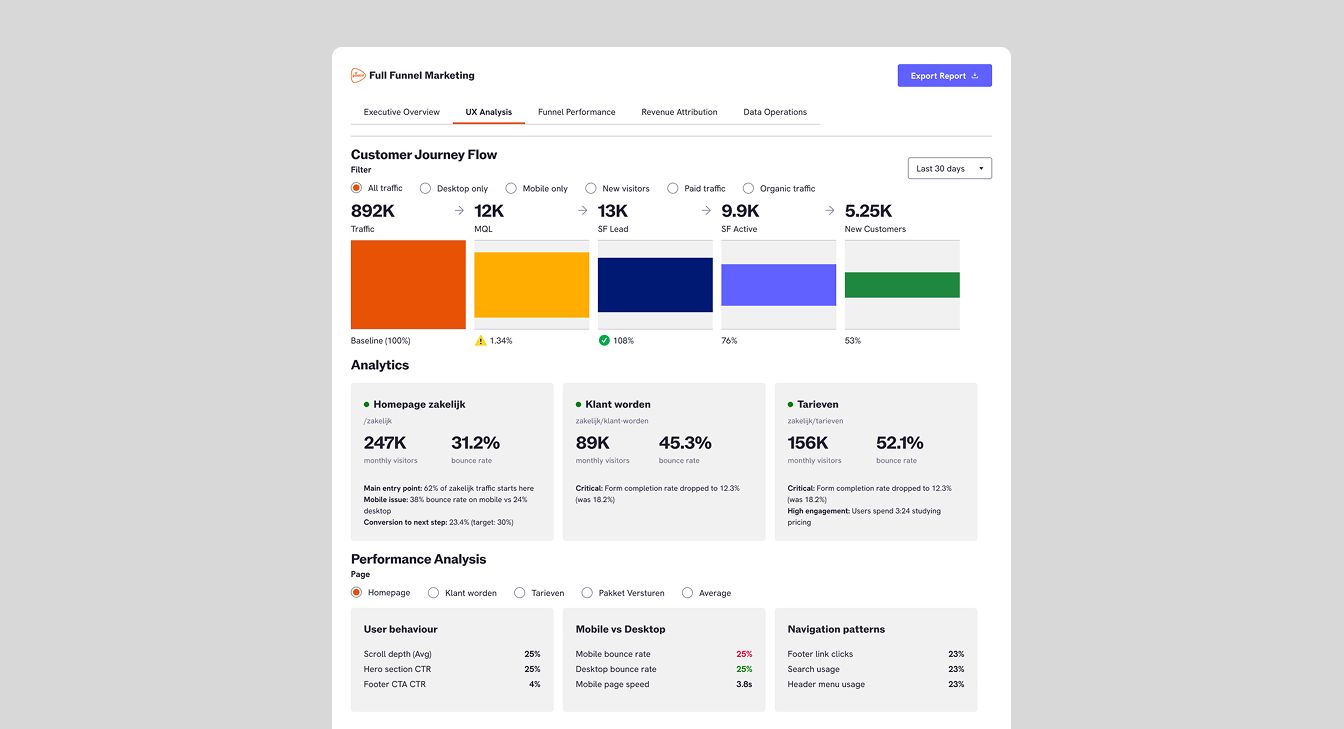 Full Funnel Marketing
Export Report
Executive Overview
UX Analysis
Funnel Performance
Revenue Attribution
Data Operations
Customer Journey Flow
Filter
Last 30 days
All traffic
Desktop only
Mobile only
New visitors
Paid traffic
Organic traffic
892K
12K
13K
9.9K
5.25K
Traffic
MQL
SF Lead
SF Active
New Customers
Baseline (100%)
1.34%
108%
76%
53%
Analytics
Homepage zakelijk
/zakelijk
247K
31.2%
monthly visitors
bounce rate
Main entry point: 62% of zakelijk traffic starts here
Mobile issue: 38% bounce rate on mobile vs 24%
desktop
Conversion to next step: 23.4% (target: 30%)
Klant worden
zakelijk/klant-worden
89K
45.3%
monthly visitors
bounce rate
Critical: Form completion rate dropped to 12.3%
(was 18.2%)
Tarieven
zakelijk/tarieven
156K
52.1%
monthly visitors
bounce rate
Critical: Form completion rate dropped to 12.3%
(was 18.2%)
High engagement: Users spend 3:24 studying
pricing
Performance Analysis
Page
Homepage
Klant worden
Tarieven
Pakket Versturen
Average
User behaviour
Scroll depth (Avg) 25%
Hero section CTR 25%
Footer CTA CTR 4%
Mobile vs Desktop
Mobile bounce rate 25%
Desktop bounce rate 25%
Mobile page speed 3.8s
Navigation patterns
Footer link clicks 23%
Search usage 23%
Header menu usage 23%